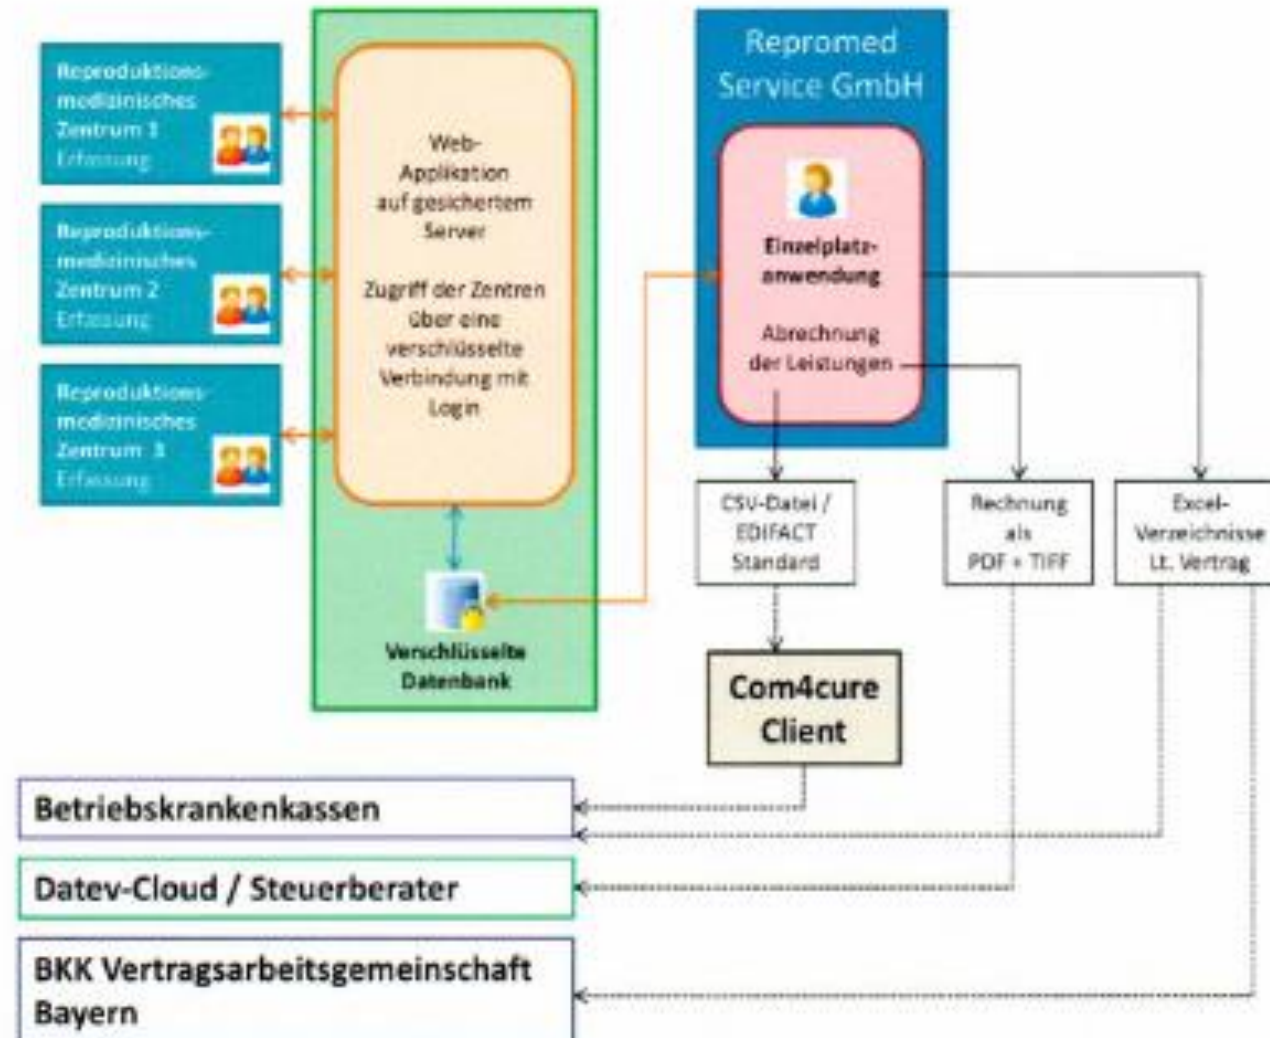 Reproduktions-
medizinisches
Zentrum 1
Erfassung
Reproduktions-
medizinisches
Zentrum 2
Erfassung
Reproduktions-
medizinisches
Zentrum 3
Erfassung
Web-
Applikation
auf gesichertem
Server
Zugriff der Zentren
über eine
verschlüsselte
Verbindung mit
Login
Verschlüsselte
Datenbank
Repromed
Service GmbH
Einzelplatz-
anwendung
Abrechnung
der Leistungen
CSV-Datei /
EDIFACT
Standard
Rechnung
als
PDF + TIFF
Excel-
Verzeichnisse
Lt. Vertrag
Com4cure
Client
Betriebskrankenkassen
Datev-Cloud / Steuerberater
BKK Vertragsarbeitsgemeinschaft
Bayern